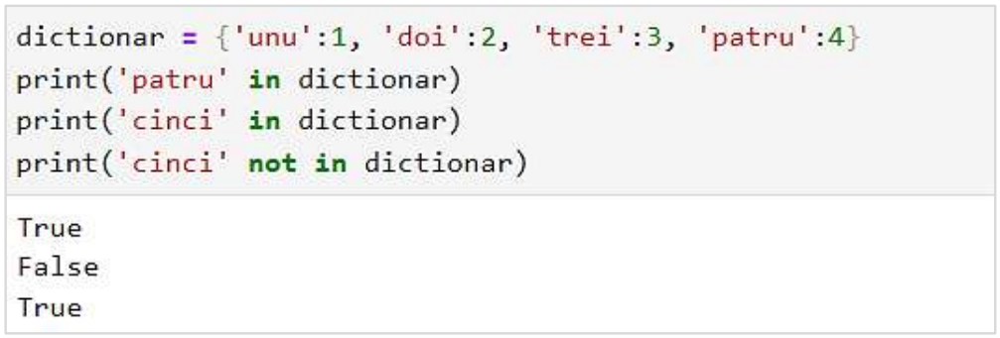 dictionar = {'unu':1, 'doi':2, 'trei':3, 'patru':4}
print('patru' in dictionar)
print('cinci' in dictionar)
print('cinci' not in dictionar)
True
False
True